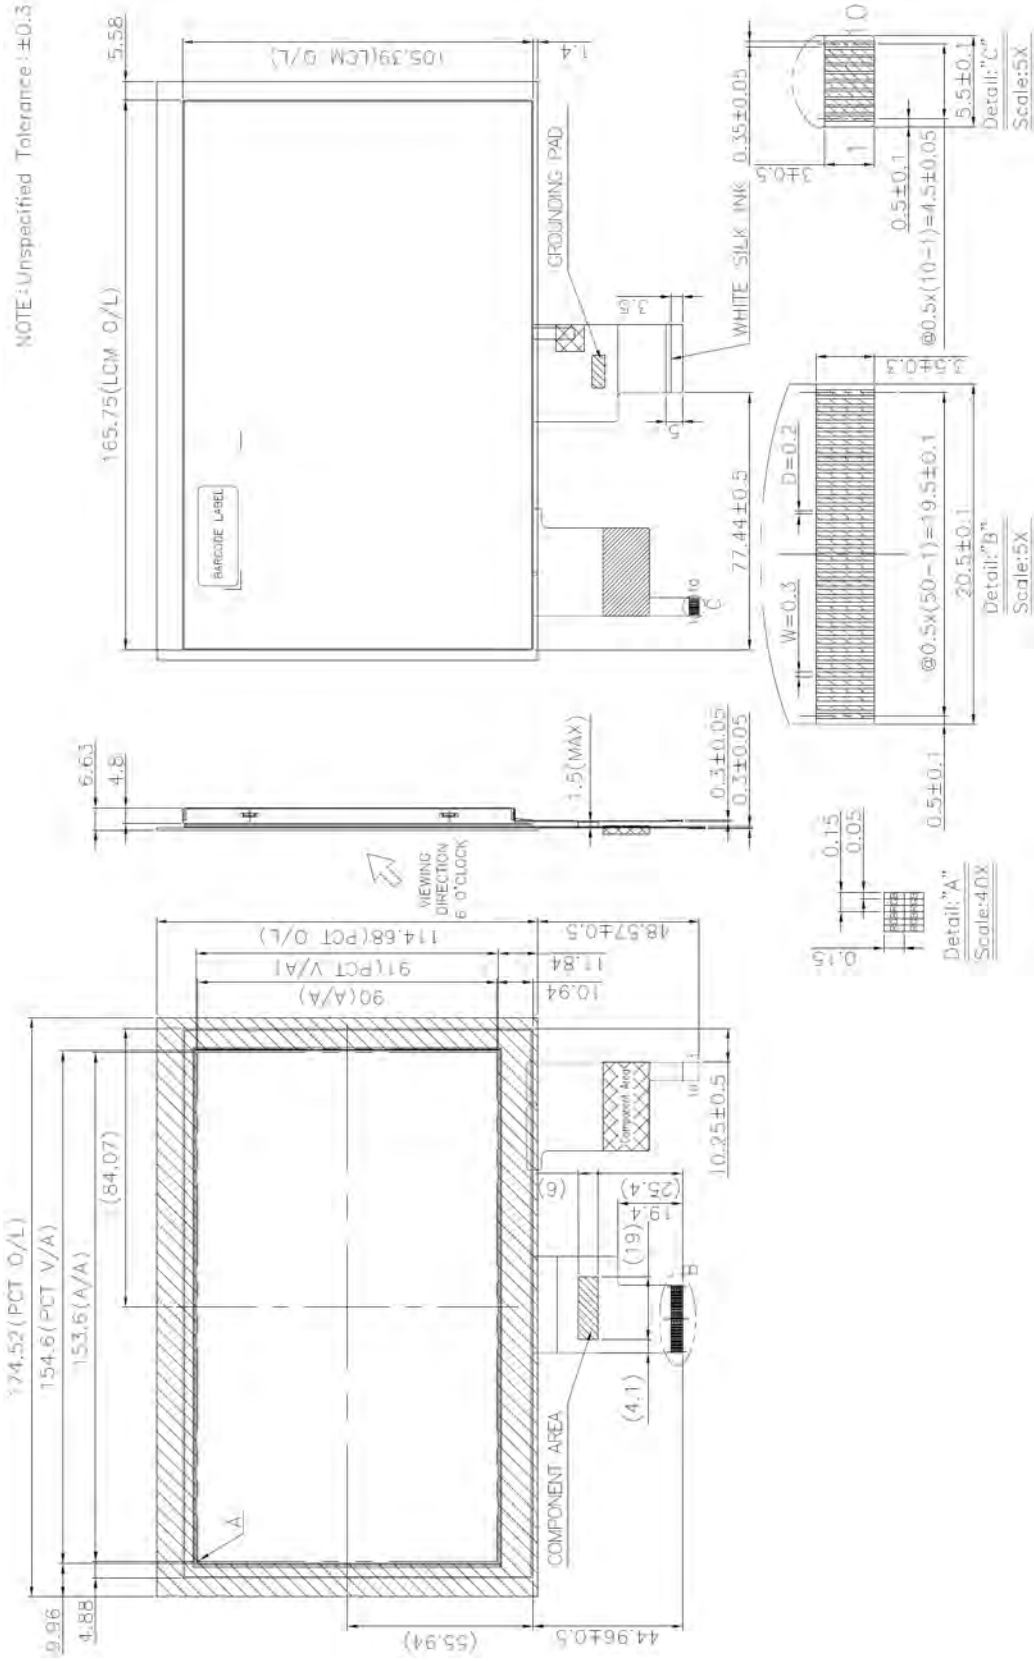 NOTE:Unspecified Tolerance:±0.3
5.58
105.39(LCM O/L)
1.4
165.75(LCM O/L)
BARCODE LABEL
GROUNDING PAD
WHITE SILK INK
3.6
5
77.44±0.5
10
C
0.35±0.05
10
1
3±0.5
0.5±0.1
@0.5x(10-1)=4.5±0.05
5.5±0.1
Detail:"C"
Scale:5X
6.63
4.8
1.5(MAX)
0.3±0.05
0.3±0.05
VIEWING
DIRECTION
6 O'CLOCK
W=0.3
D=0.2
0.5±0.1
@0.5x(50-1)=19.5±0.1
20.5±0.1
Detail:"B"
Scale:5X
0.15
0.05
0.15
Detail:"A"
Scale:40X
174.52(PCT O/L)
154.6(PCT V/A)
153.6(A/A)
(84.07)
9.96
4.88
114.68(PCT O/L)
91(PCT V/A)
90(A/A)
48.57±0.5
11.84
10.94
A
Component Area
10
1
10.25±0.5
(6)
(25.4)
19.4
(19)
B
(4.1)
COMPONENT AREA
(55.94)
44.96±0.5